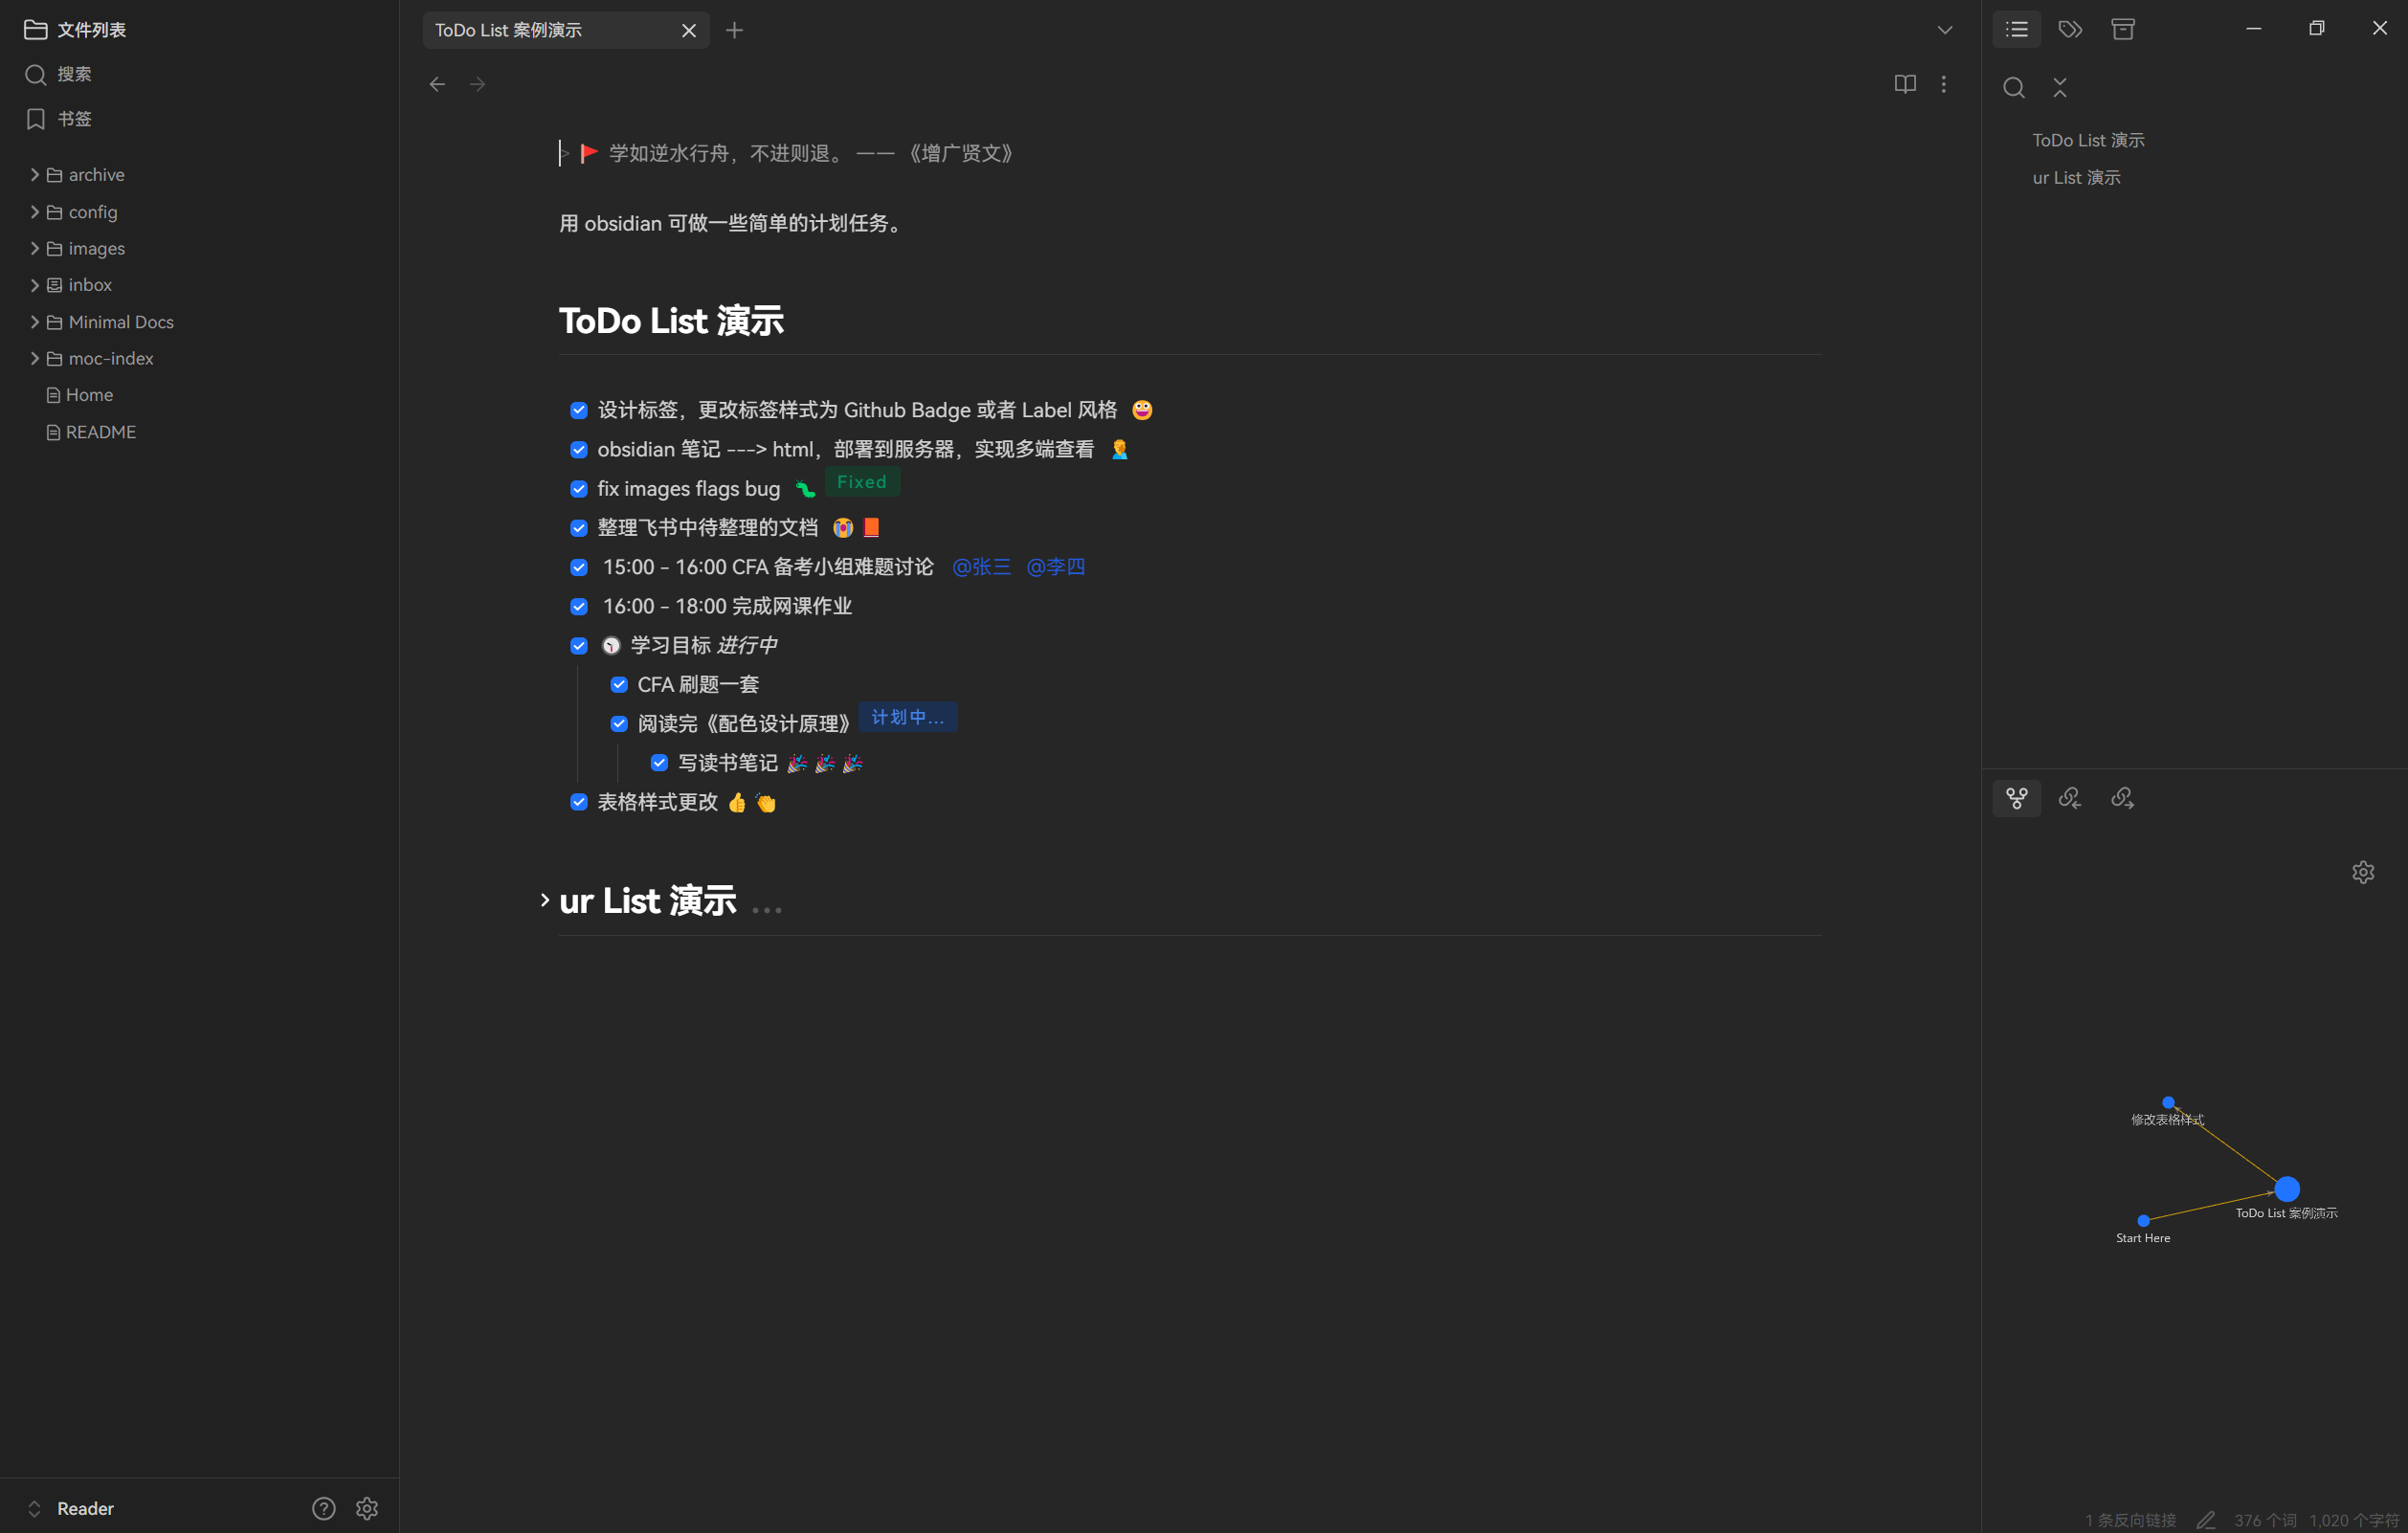 文件列表
搜索
书签
archive
config
images
inbox
Minimal Docs
moc-index
Home
README
Reader
ToDo List 案例演示
> 🚩 学如逆水行舟，不进则退。 —— 《增广贤文》
用 obsidian 可做一些简单的计划任务。
ToDo List 演示
设计标签，更改标签样式为 Github Badge 或者 Label 风格 😀
obsidian 笔记 ---> html，部署到服务器，实现多端查看 🤦
fix images flags bug 🐛 Fixed
整理飞书中待整理的文档 😭 📕
15:00 - 16:00 CFA 备考小组难题讨论 @张三 @李四
16:00 - 18:00 完成网课作业
🕥 学习目标 进行中
CFA 刷题一套
阅读完《配色设计原理》 计划中...
写读书笔记 🎉 🎉 🎉
表格样式更改 👍 👏
ur List 演示 ...
ToDo List 演示
ur List 演示
修改表格样式
ToDo List 案例演示
Start Here
1 条反向链接 376 个词 1,020 个字符